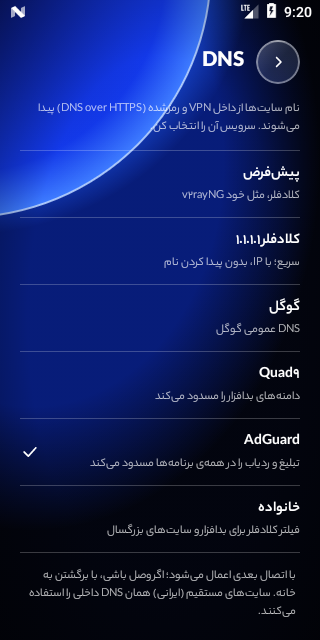 LTE 9:20
DNS
نام سایت‌ها از داخل VPN و رمزشده (DNS over HTTPS) پیدا
می‌شوند. سرویس آن را انتخاب کن.
پیش‌فرض
کلادفلر، مثل خود v۲rayNG
کلادفلر ۱.۱.۱.۱
سریع؛ با IP، بدون پیدا کردن نام
گوگل
DNS عمومی گوگل
Quad۹
دامنه‌های بدافزار را مسدود می‌کند
AdGuard
تبلیغ و ردیاب را در همه‌ی برنامه‌ها مسدود می‌کند
خانواده
فیلتر کلادفلر برای بدافزار و سایت‌های بزرگسال
با اتصال بعدی اعمال می‌شود؛ اگر وصل باشی، با برگشتن به
خانه. سایت‌های مستقیم (ایرانی) همان DNS داخلی را استفاده
می‌کنند.